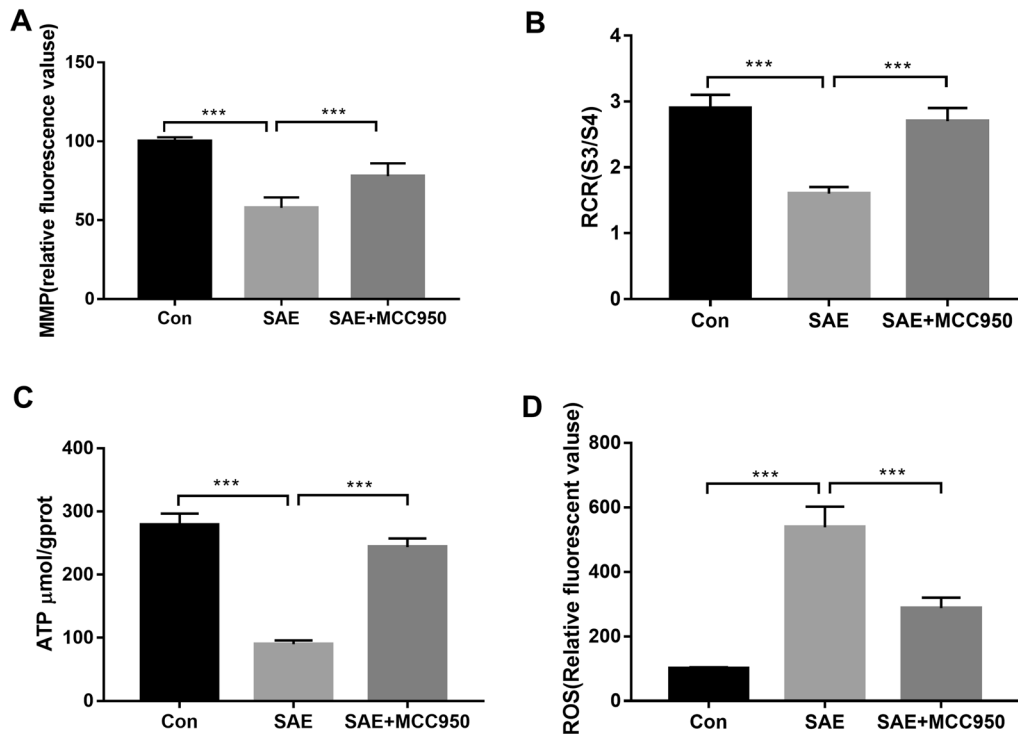 A
MMP(relative fluorescence valuse)
150
100
50
0
***
***
Con
SAE
SAE+MCC950
B
RCR(S3/S4)
4
3
2
1
0
***
***
Con
SAE
SAE+MCC950
C
ATP μmol/gprot
400
300
200
100
0
***
***
Con
SAE
SAE+MCC950
D
ROS(Relative fluorescent valuse)
800
600
400
200
0
***
***
Con
SAE
SAE+MCC950